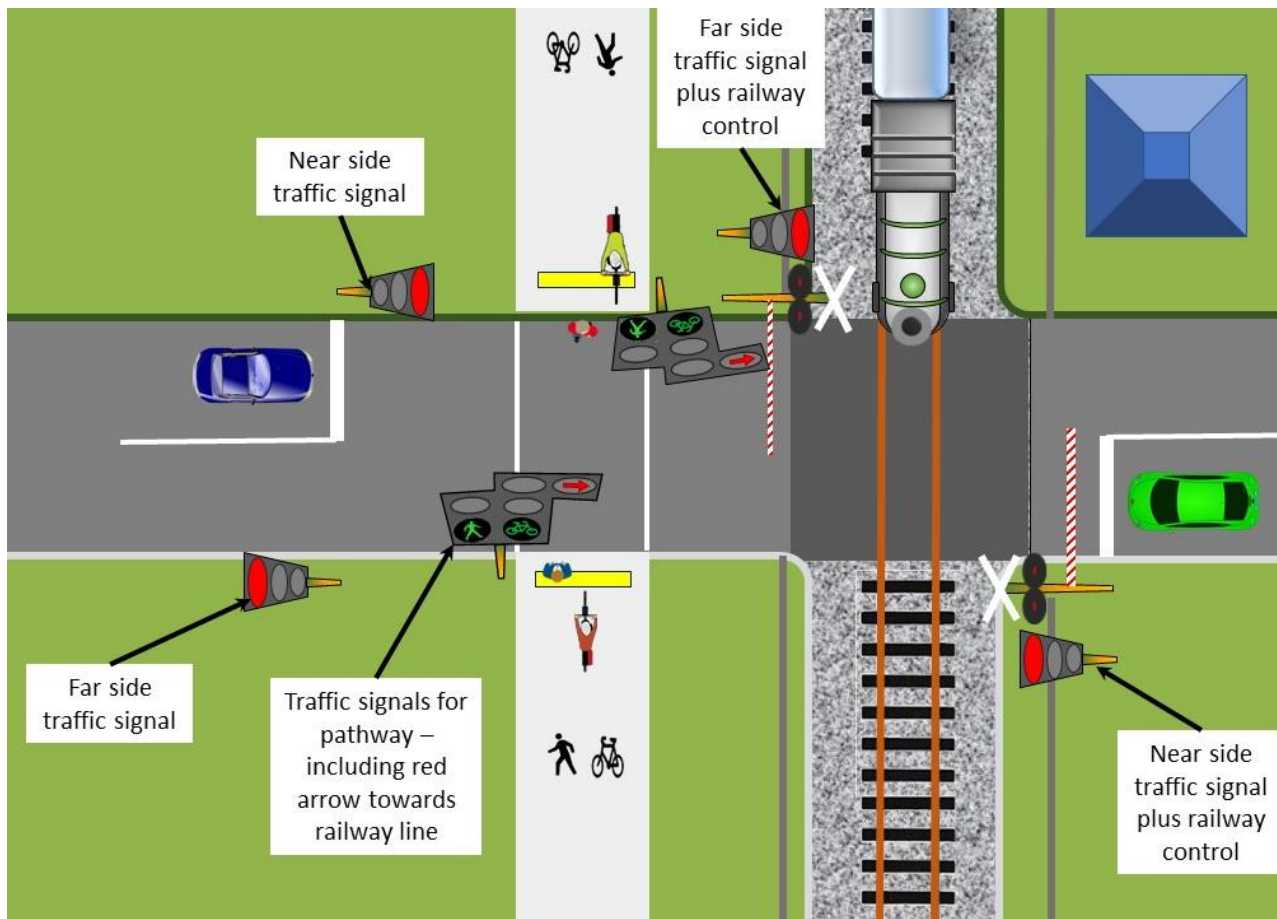 Far side
traffic signal
plus railway
control
Near side
traffic signal
Far side
traffic signal
Traffic signals for
pathway –
including red
arrow towards
railway line
Near side
traffic signal
plus railway
control